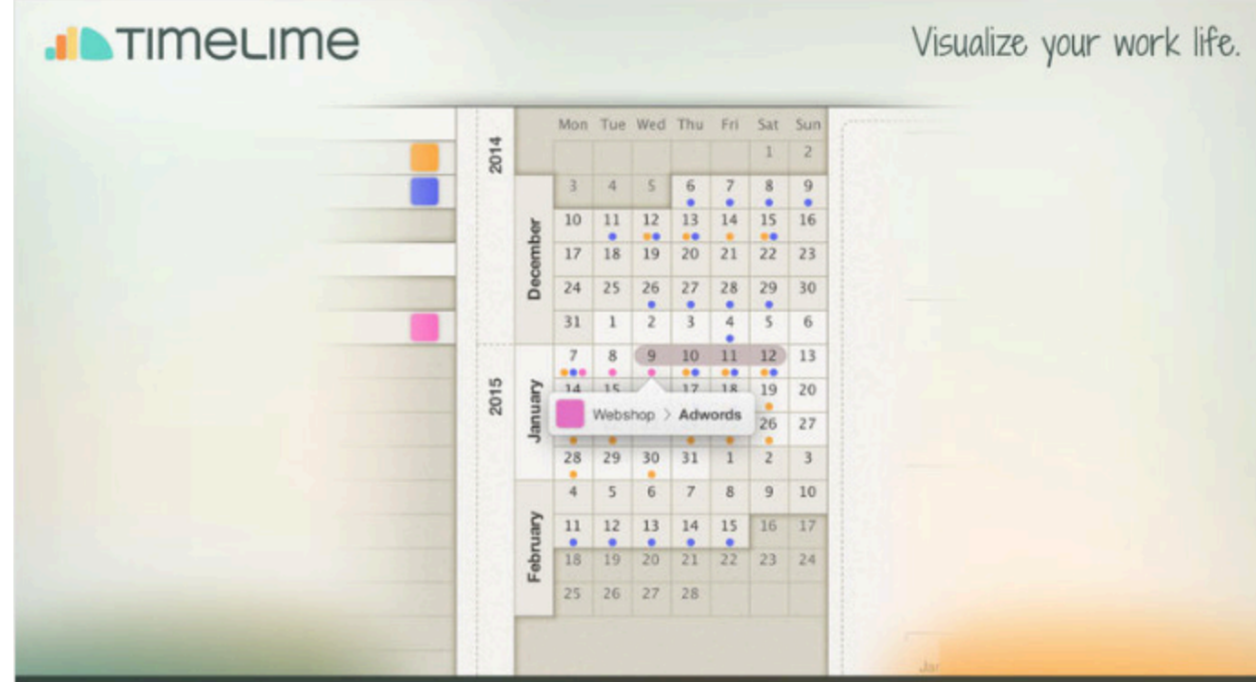 TIMELIME
Visualize your work life.
Mon Tue Wed Thu Fri Sat Sun
2014
1 2
December
3 4 5 6 7 8 9
10 11 12 13 14 15 16
17 18 19 20 21 22 23
24 25 26 27 28 29 30
31 1 2 3 4 5 6
2015
January
7 8 9 10 11 12 13
14 15 17 18 19 20
Webshop > Adwords
26 27
28 29 30 31 1 2 3
February
4 5 6 7 8 9 10
11 12 13 14 15 16 17
18 19 20 21 22 23 24
25 26 27 28
Jan